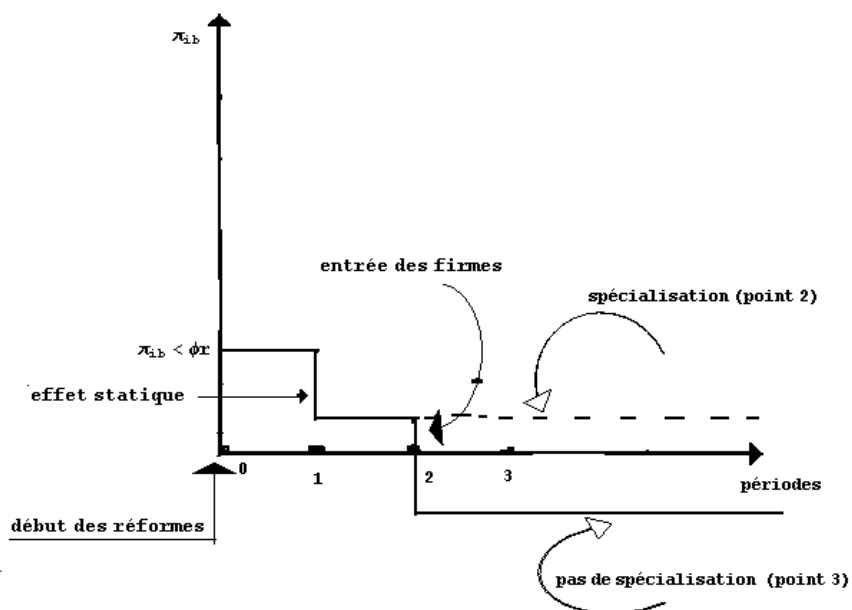 π_ib
entrée des firmes
spécialisation (point 2)
π_ib < ϕr
effet statique
0
1
2
3
périodes
début des réformes
pas de spécialisation (point 3)